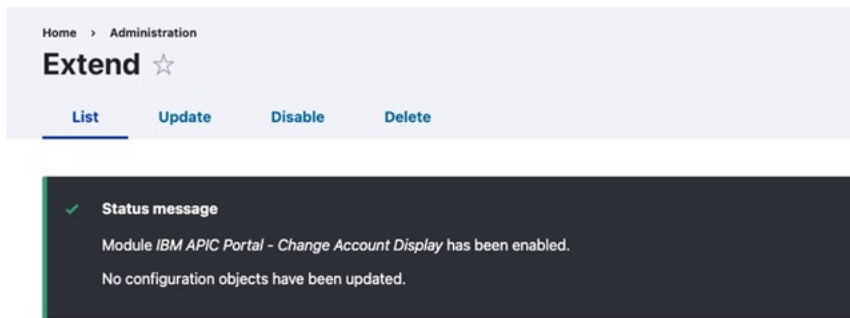 Home > Administration
Extend ☆
List Update Disable Delete
Status message
Module IBM APIC Portal - Change Account Display has been enabled.
No configuration objects have been updated.